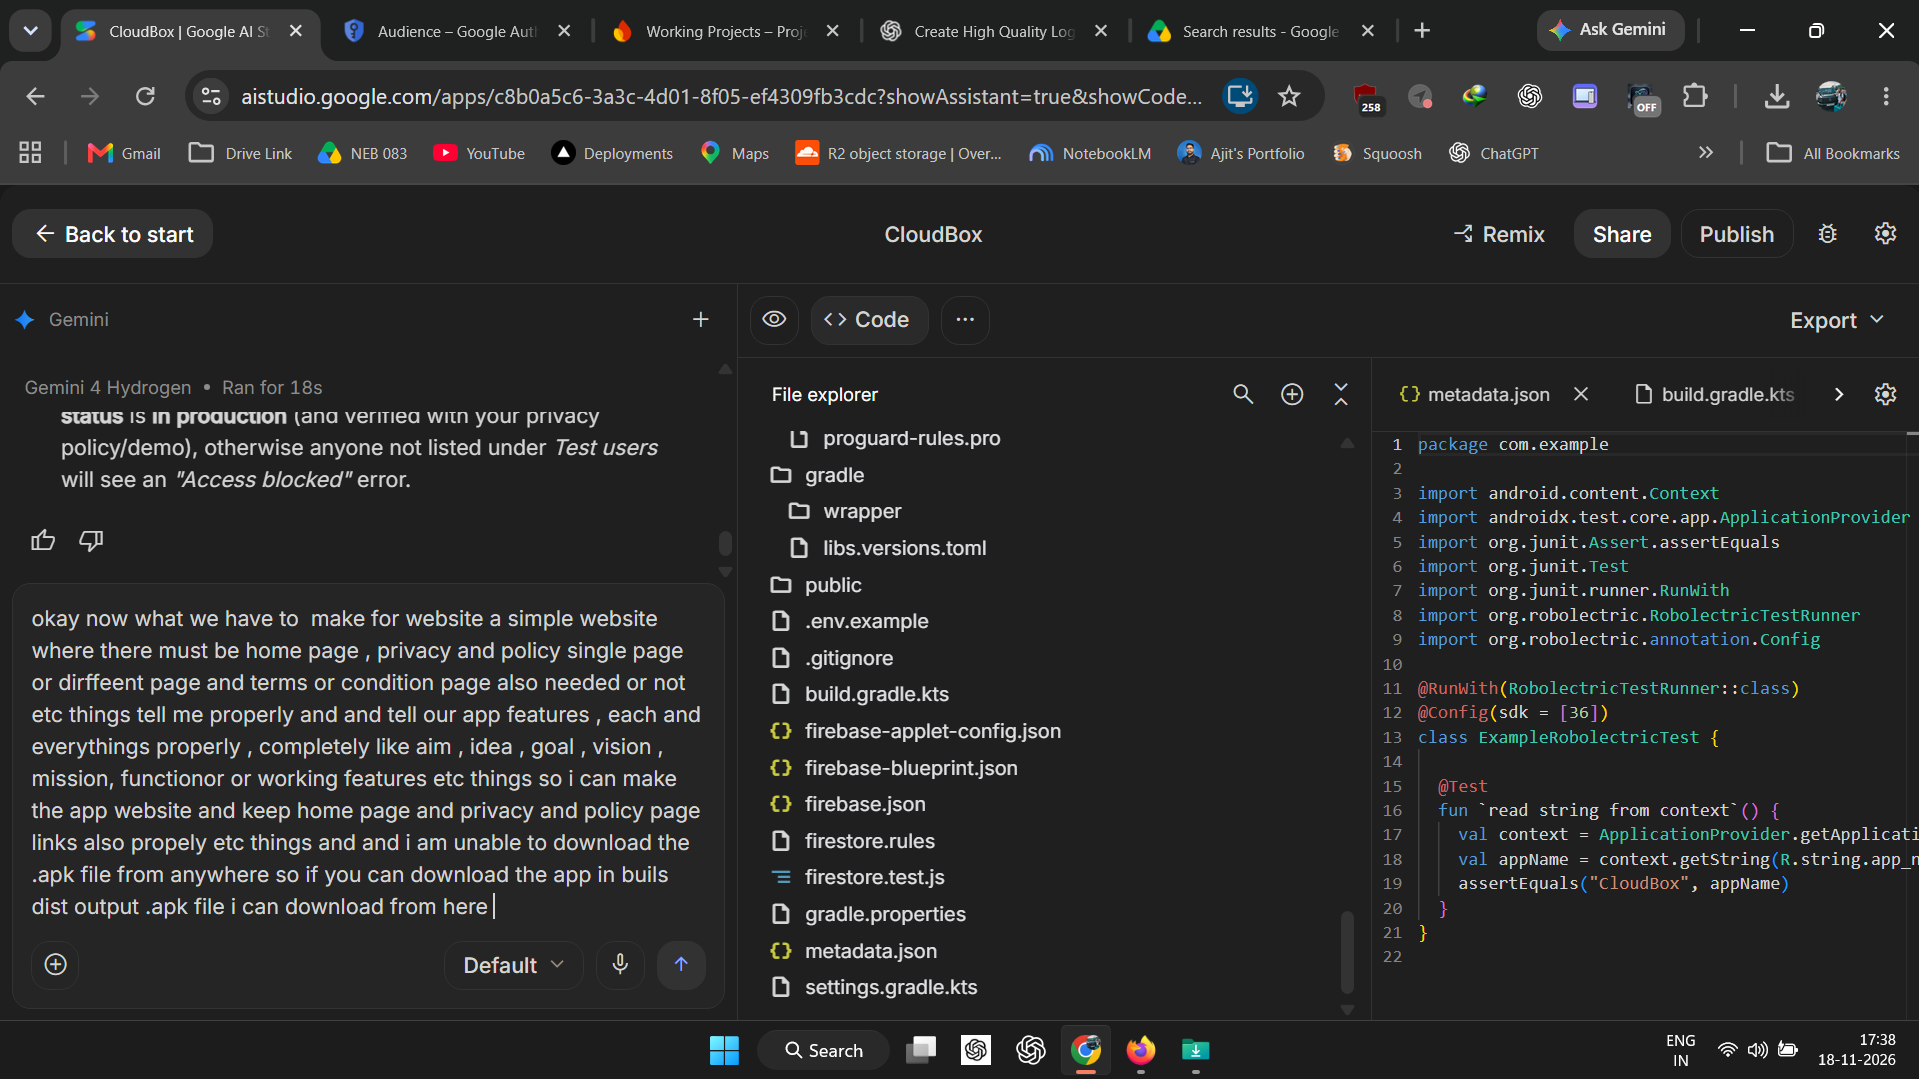 CloudBox | Google AI St
Audience – Google Auth
Working Projects – Proje
Create High Quality Log
Search results - Google
Ask Gemini
aistudio.google.com/apps/c8b0a5c6-3a3c-4d01-8f05-ef4309fb3cdc?showAssistant=true&showCode...
258
OFF
Gmail
Drive Link
NEB 083
YouTube
Deployments
Maps
R2 object storage | Over...
NotebookLM
Ajit's Portfolio
Squoosh
ChatGPT
All Bookmarks
Back to start
CloudBox
Remix
Share
Publish
Gemini
Code
Export
Gemini 4 Hydrogen • Ran for 18s
status is in production (and verified with your privacy
policy/demo), otherwise anyone not listed under Test users
will see an "Access blocked" error.
okay now what we have to  make for website a simple website
where there must be home page , privacy and policy single page
or dirffeent page and terms or condition page also needed or not
etc things tell me properly and and tell our app features , each and
everythings properly , completely like aim , idea , goal , vision ,
mission, functionor or working features etc things so i can make
the app website and keep home page and privacy and policy page
links also propely etc things and and i am unable to download the
.apk file from anywhere so if you can download the app in buils
dist output .apk file i can download from here
Default
File explorer
proguard-rules.pro
gradle
wrapper
libs.versions.toml
public
.env.example
.gitignore
build.gradle.kts
firebase-applet-config.json
firebase-blueprint.json
firebase.json
firestore.rules
firestore.test.js
gradle.properties
metadata.json
settings.gradle.kts
metadata.json
build.gradle.kts
1 package com.example
2
3 import android.content.Context
4 import androidx.test.core.app.ApplicationProvider
5 import org.junit.Assert.assertEquals
6 import org.junit.Test
7 import org.junit.runner.RunWith
8 import org.robolectric.RobolectricTestRunner
9 import org.robolectric.annotation.Config
10
11 @RunWith(RobolectricTestRunner::class)
12 @Config(sdk = [36])
13 class ExampleRobolectricTest {
14
15 @Test
16 fun `read string from context`() {
17 val context = ApplicationProvider.getApplicati
18 val appName = context.getString(R.string.app_n
19 assertEquals("CloudBox", appName)
20 }
21 }
22
Search
ENG
IN
17:38
18-11-2026